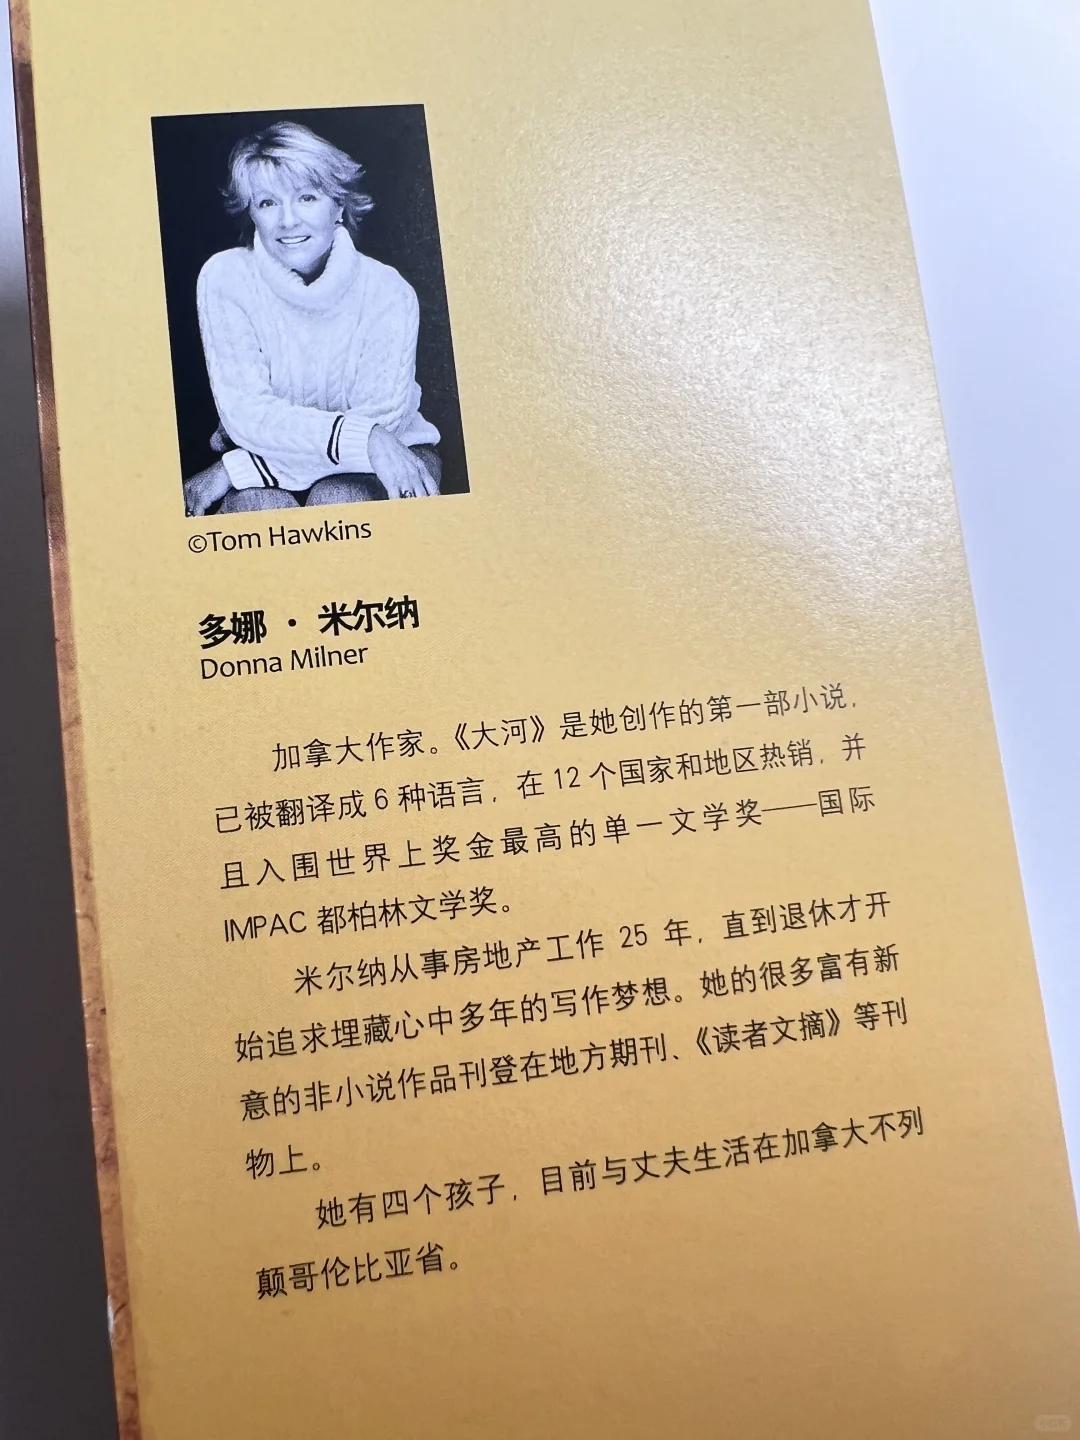 ©Tom Hawkins
多娜 · 米尔纳
Donna Milner
加拿大作家。《大河》是她创作的第一部小说，
已被翻译成 6 种语言，在 12 个国家和地区热销，并
且入围世界上奖金最高的单一文学奖——国际
IMPAC 都柏林文学奖。
米尔纳从事房地产工作 25 年，直到退休才开
始追求埋藏心中多年的写作梦想。她的很多富有新
意的非小说作品刊登在地方期刊、《读者文摘》等刊
物上。
她有四个孩子，目前与丈夫生活在加拿大不列
颠哥伦比亚省。